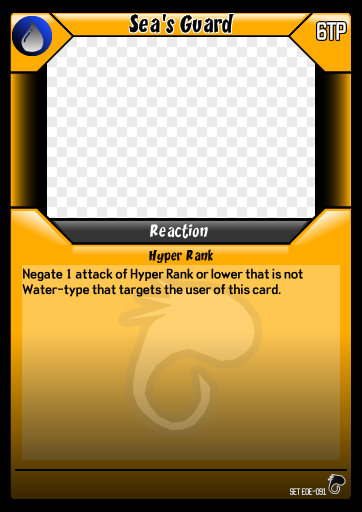 Sea's Guard
6TP
Reaction
Hyper Rank
Negate 1 attack of Hyper Rank or lower that is not
Water-type that targets the user of this card.
SET EDE-091